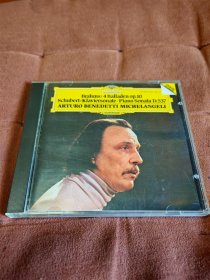 Brahms: 4 Balladen op. 10
Schubert: Klaviersonate · Piano Sonata D 537
ARTURO BENEDETTI MICHELANGELI